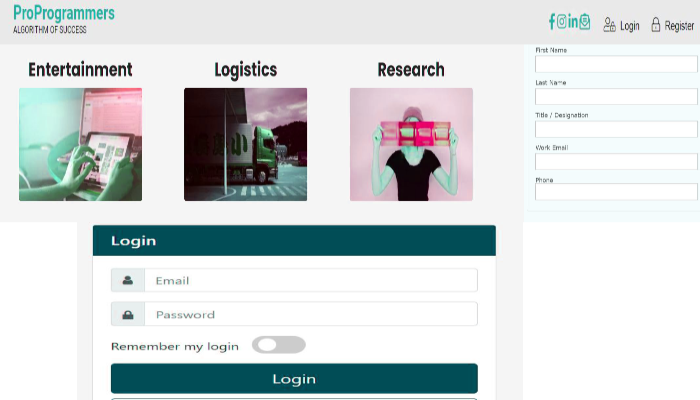 ProProgrammers
ALGORITHM OF SUCCESS
Login
Register
Entertainment
Logistics
Research
First Name
Last Name
Title / Designation
Work Email
Phone
Login
Email
Password
Remember my login
Login